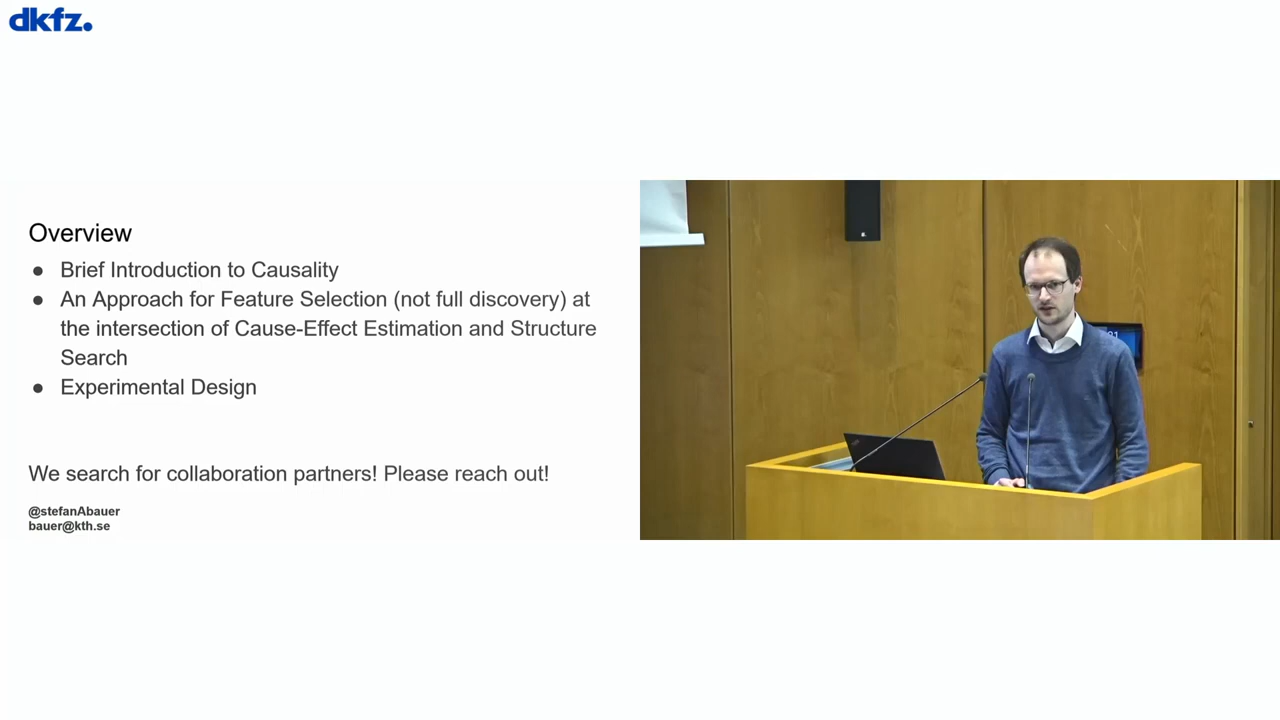 dkfz.
Overview
● Brief Introduction to Causality
● An Approach for Feature Selection (not full discovery) at
the intersection of Cause-Effect Estimation and Structure
Search
● Experimental Design
We search for collaboration partners! Please reach out!
@stefanAbauer
bauer@kth.se